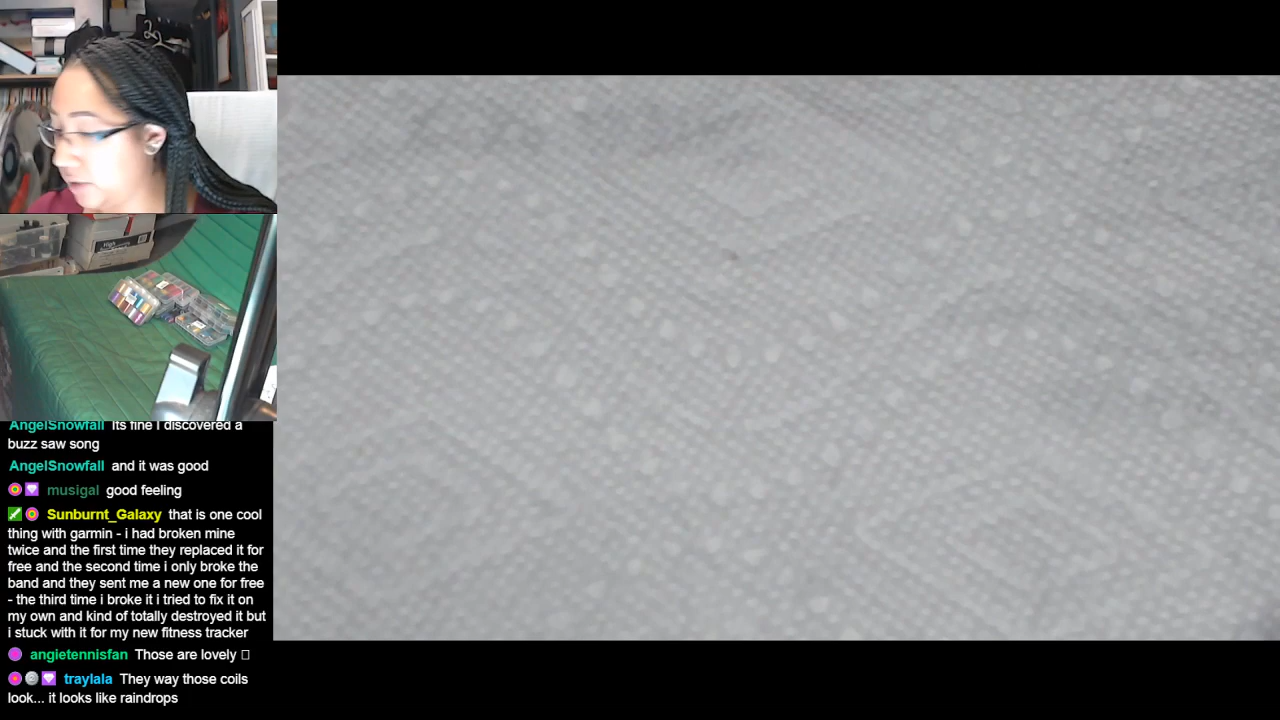 High
AngelSnowfall Its fine I discovered a
buzz saw song
AngelSnowfall and it was good
musigal good feeling
Sunburnt_Galaxy that is one cool
thing with garmin - i had broken mine
twice and the first time they replaced it for
free and the second time i only broke the
band and they sent me a new one for free
- the third time i broke it i tried to fix it on
my own and kind of totally destroyed it but
i stuck with it for my new fitness tracker
angietennisfan Those are lovely
traylala They way those coils
look... it looks like raindrops